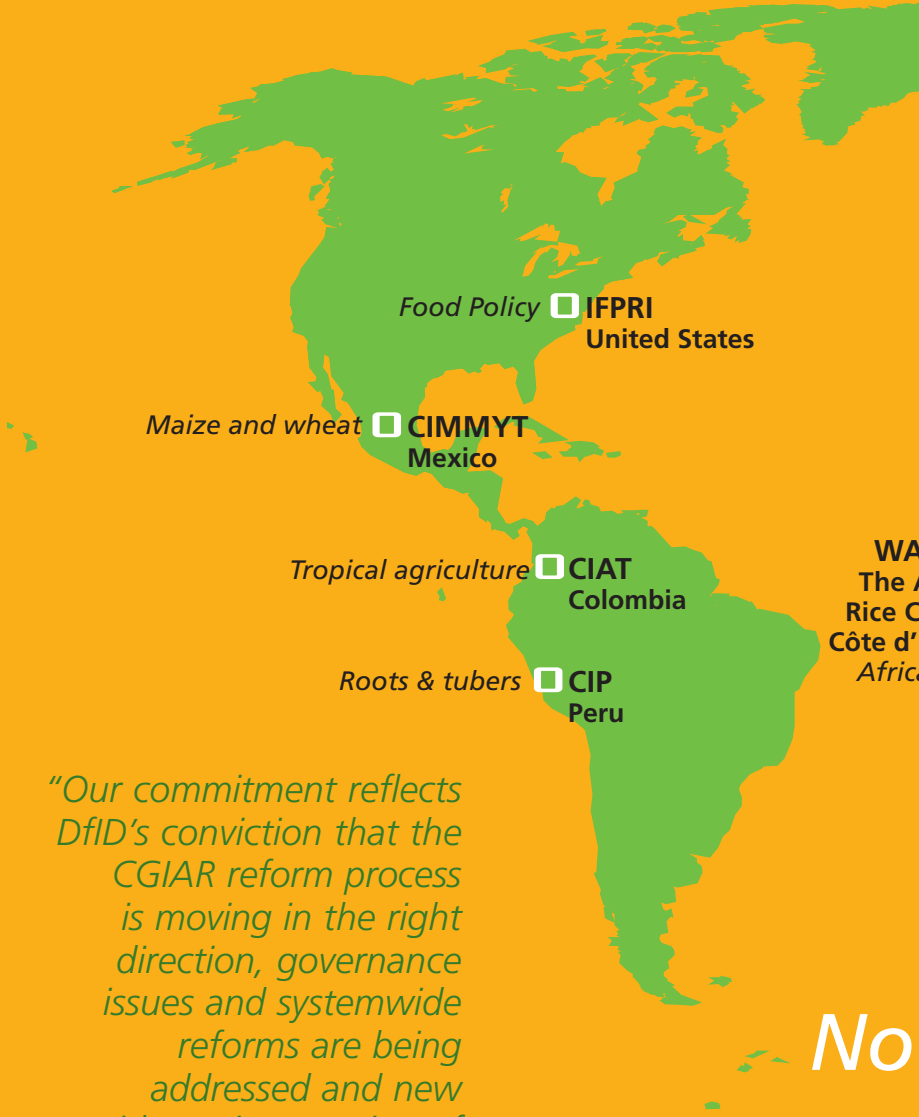 Food Policy IFPRI
United States
Maize and wheat CIMMYT
Mexico
Tropical agriculture CIAT
Colombia
WA
The A
Rice C
Côte d'
Africa
Roots & tubers CIP
Peru
"Our commitment reflects
DfID's conviction that the
CGIAR reform process
is moving in the right
direction, governance
issues and systemwide
reforms are being
addressed and new
No